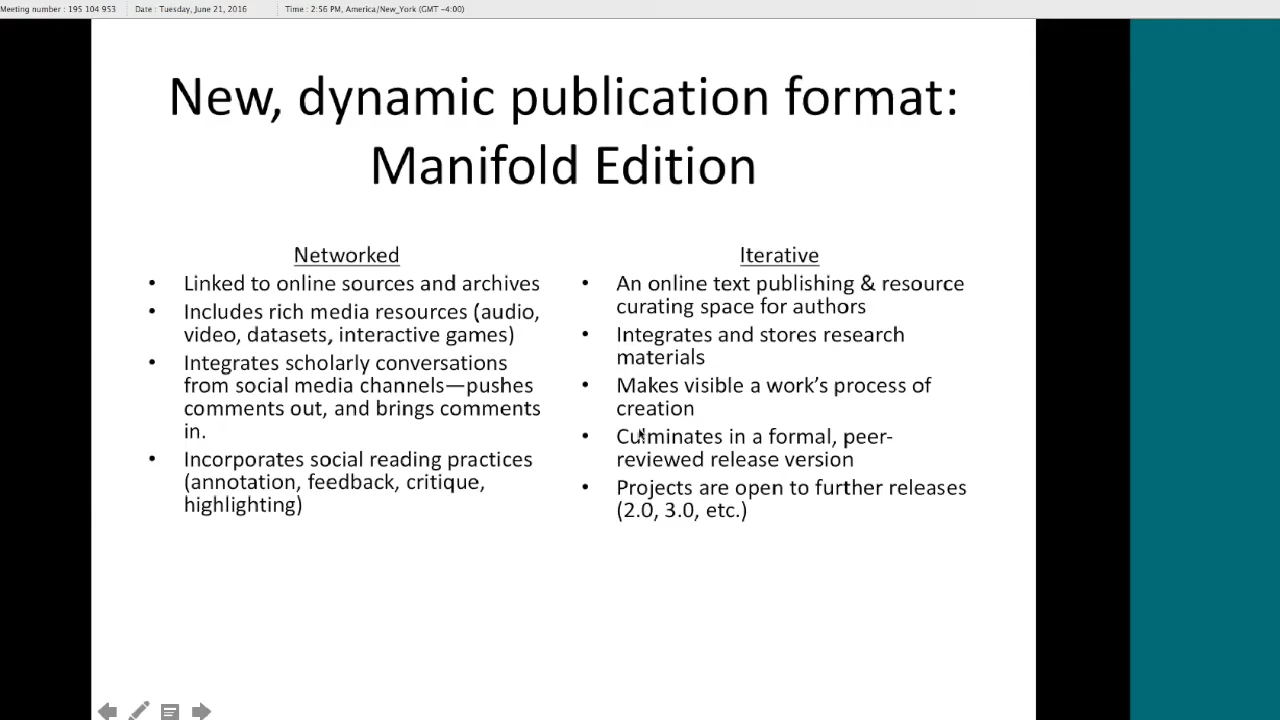 Meeting number : 195 104 953 Date : Tuesday, June 21, 2016 Time : 2:56 PM, America/New_York (GMT -4:00)
New, dynamic publication format:
Manifold Edition
Networked
• Linked to online sources and archives
• Includes rich media resources (audio,
video, datasets, interactive games)
• Integrates scholarly conversations
from social media channels—pushes
comments out, and brings comments
in.
• Incorporates social reading practices
(annotation, feedback, critique,
highlighting)
Iterative
• An online text publishing & resource
curating space for authors
• Integrates and stores research
materials
• Makes visible a work's process of
creation
• Culminates in a formal, peer-
reviewed release version
• Projects are open to further releases
(2.0, 3.0, etc.)